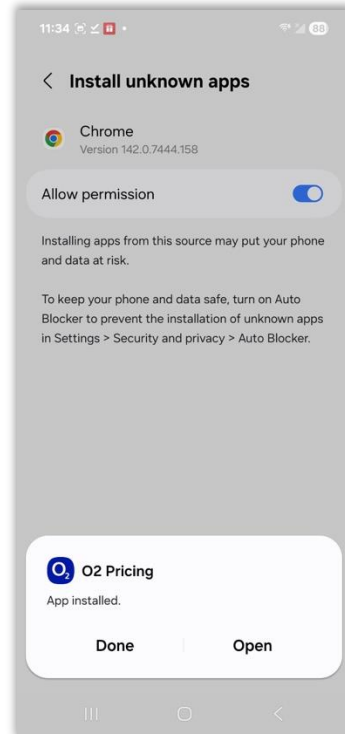 11:34
88
Install unknown apps
Chrome
Version 142.0.7444.158
Allow permission
Installing apps from this source may put your phone
and data at risk.
To keep your phone and data safe, turn on Auto
Blocker to prevent the installation of unknown apps
in Settings > Security and privacy > Auto Blocker.
O2 O2 Pricing
App installed.
Done Open